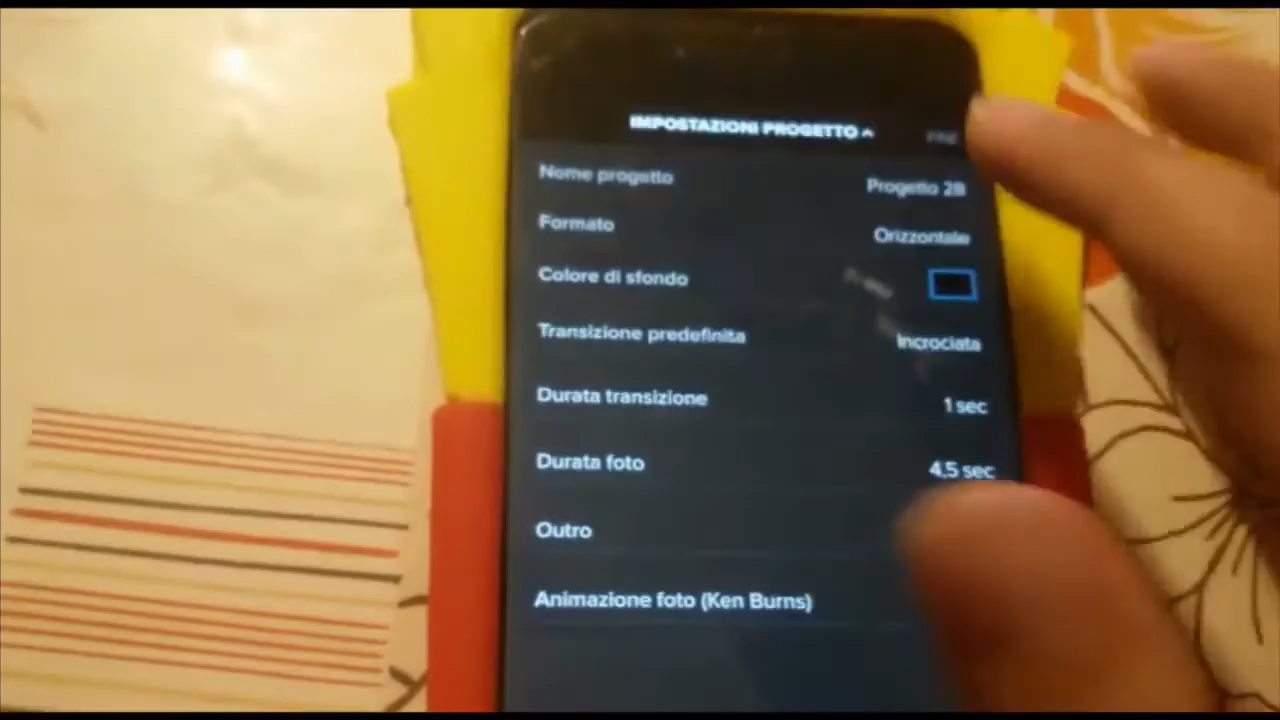 IMPOSTAZIONI PROGETTO ^ FINE
Nome progetto Progetto 28
Formato Orizzontale
Colore di sfondo
Transizione predefinita Incrociata
Durata transizione 1 sec
Durata foto 4,5 sec
Outro
Animazione foto (Ken Burns)